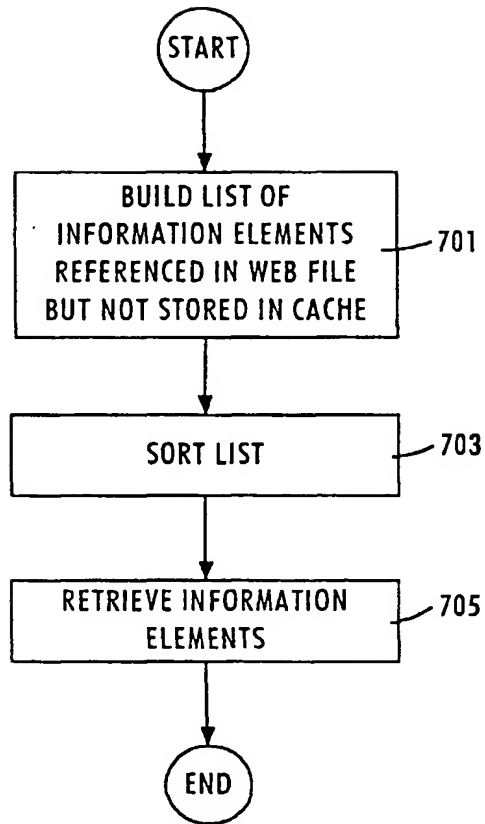 START
BUILD LIST OF
INFORMATION ELEMENTS
REFERENCED IN WEB FILE
BUT NOT STORED IN CACHE
701
SORT LIST
703
RETRIEVE INFORMATION
ELEMENTS
705
END